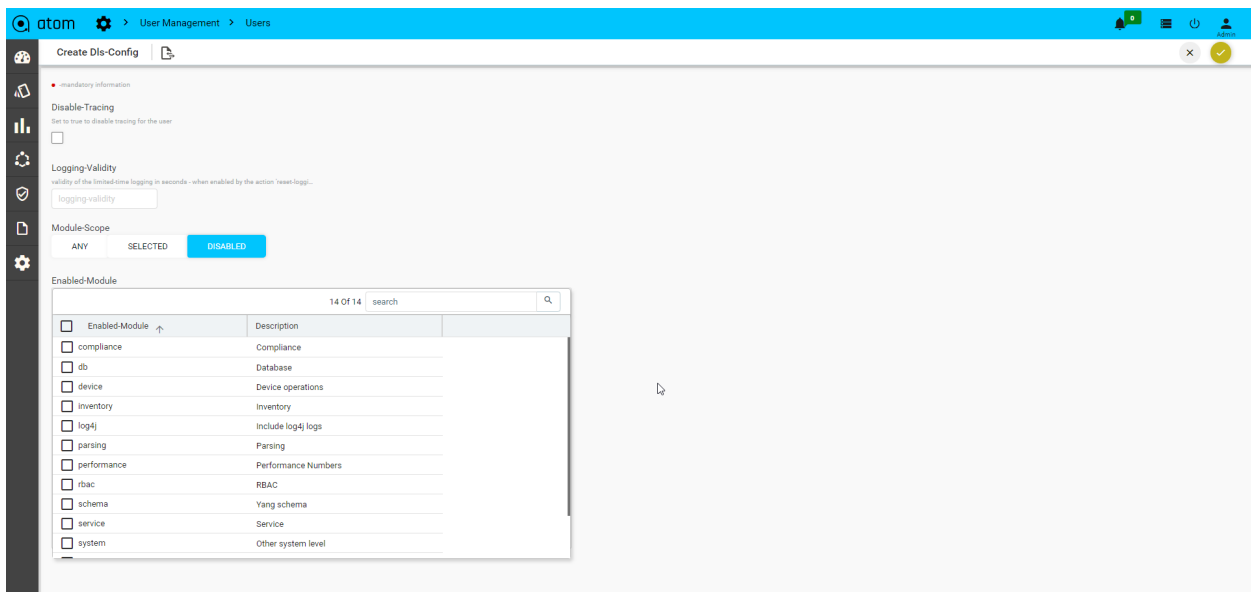 atom
User Management
Users
0
Admin
Create Dls-Config
-mandatory information
Disable-Tracing
Set to true to disable tracing for the user
Logging-Validity
validity of the limited-time logging in seconds - when enabled by the action 'reset-loggi...
logging-validity
Module-Scope
ANY SELECTED DISABLED
Enabled-Module
14 Of 14 search
Enabled-Module Description
compliance Compliance
db Database
device Device operations
inventory Inventory
log4j Include log4j logs
parsing Parsing
performance Performance Numbers
rbac RBAC
schema Yang schema
service Service
system Other system level